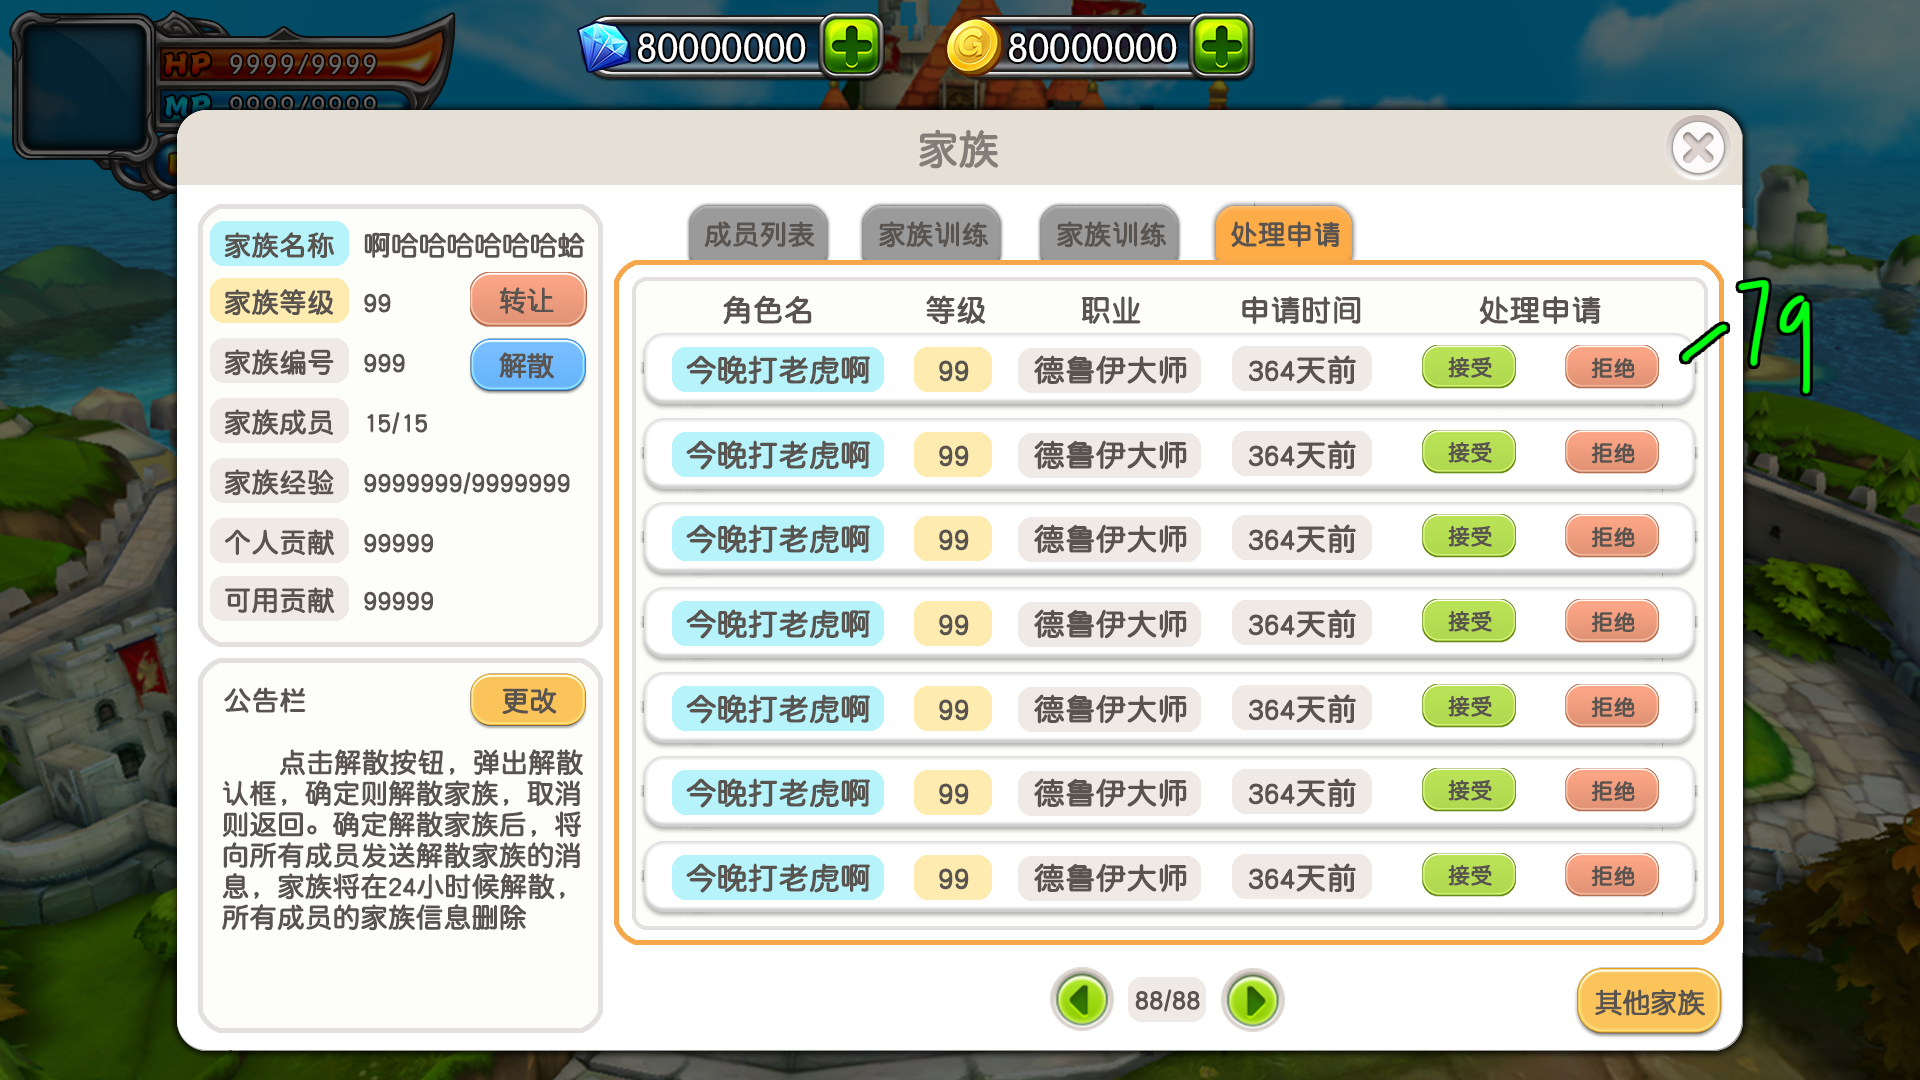 HP 9999/9999
MP 9999/9999
80000000
80000000
家族
家族名称 啊哈哈哈哈哈哈蛤
家族等级 99 转让
家族编号 999 解散
家族成员 15/15
家族经验 9999999/9999999
个人贡献 99999
可用贡献 99999
公告栏 更改
点击解散按钮，弹出解散
认框，确定则解散家族，取消
则返回。确定解散家族后，将
向所有成员发送解散家族的消
息，家族将在24小时候解散，
所有成员的家族信息删除
成员列表 家族训练 家族训练 处理申请
角色名 等级 职业 申请时间 处理申请
今晚打老虎啊 99 德鲁伊大师 364天前 接受 拒绝
今晚打老虎啊 99 德鲁伊大师 364天前 接受 拒绝
今晚打老虎啊 99 德鲁伊大师 364天前 接受 拒绝
今晚打老虎啊 99 德鲁伊大师 364天前 接受 拒绝
今晚打老虎啊 99 德鲁伊大师 364天前 接受 拒绝
今晚打老虎啊 99 德鲁伊大师 364天前 接受 拒绝
今晚打老虎啊 99 德鲁伊大师 364天前 接受 拒绝
79
88/88
其他家族